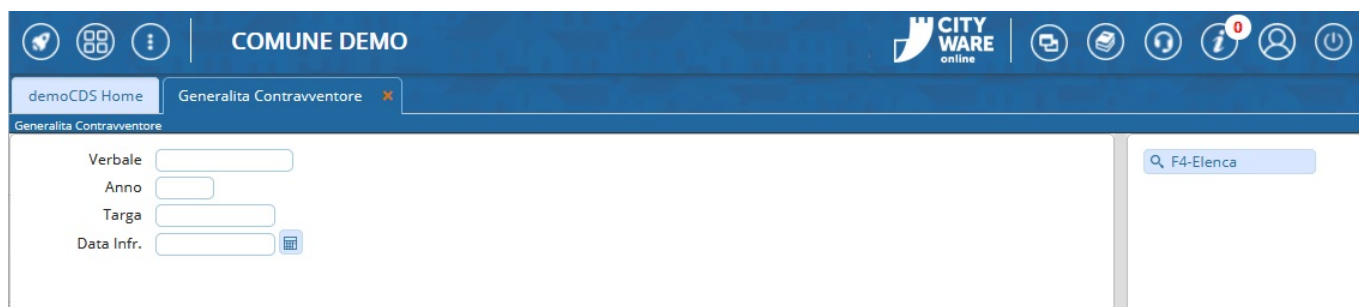 COMUNE DEMO
CITY
WARE
online
i
0
demoCDS Home
Generalita Contravventore
Generalita Contravventore
Verbale
Anno
Targa
Data Infr.
F4-Elenca